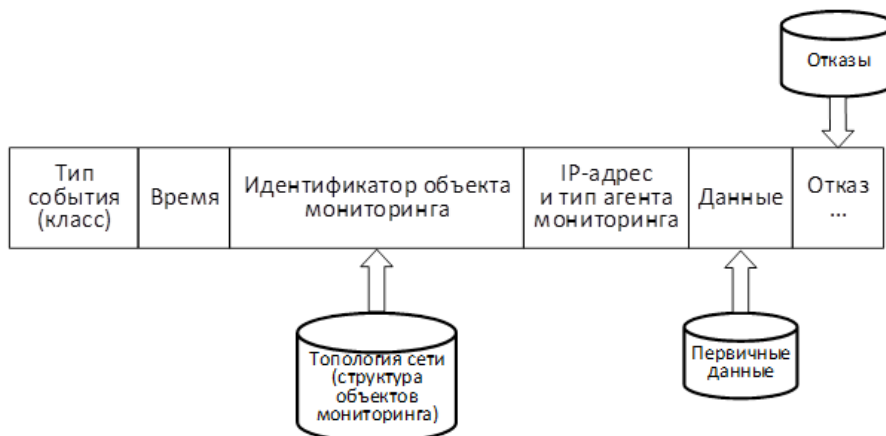 Отказы
Тип
события
(класс)
Время
Идентификатор объекта
мониторинга
IP-адрес
и тип агента
мониторинга
Данные
Отказ
...
Топология сети
(структура
объектов
мониторинга)
Первичные
данные